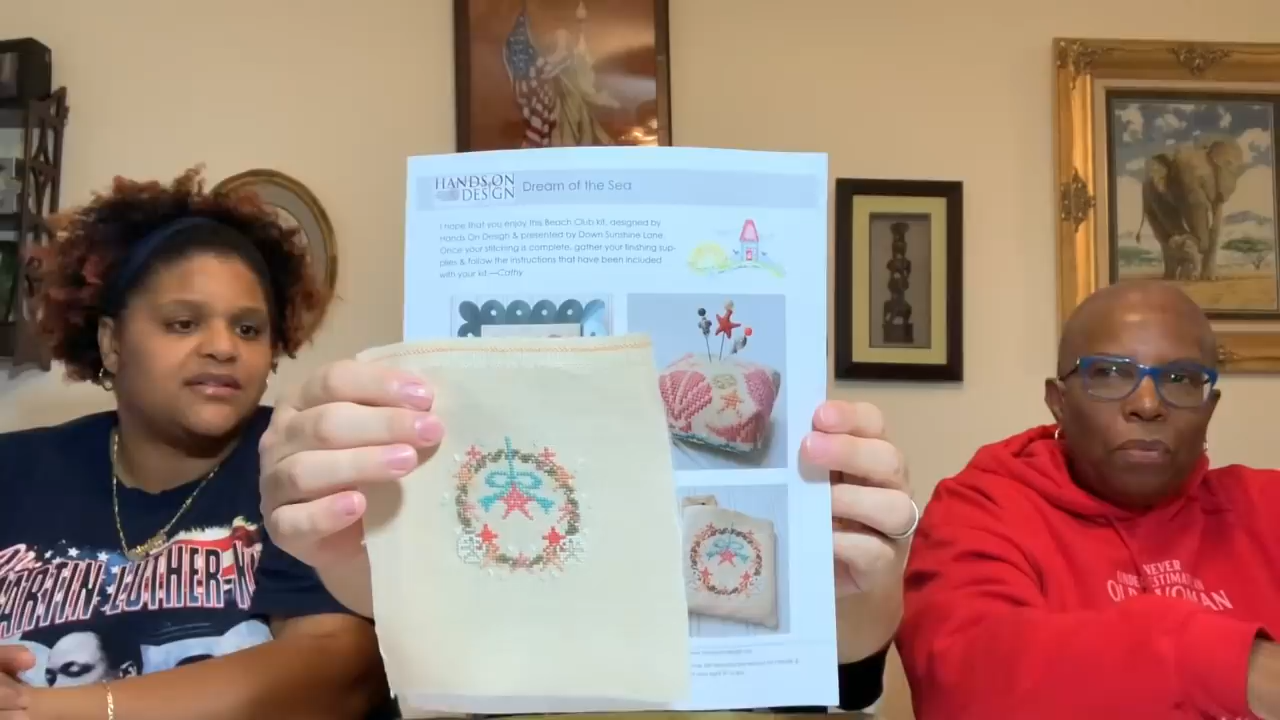 HANDS ON
DESIGN
Dream of the Sea
I hope that you enjoy this Beach Club kit, designed by
Hands On Design & presented by Down Sunshine Lane.
Once your stitching is complete, gather your finishing sup-
plies & follow the instructions that have been included
with your kit.—Cathy
MARTIN LUTHER KI
NEVER
UNDERESTIMATE AN
OLD WOMAN